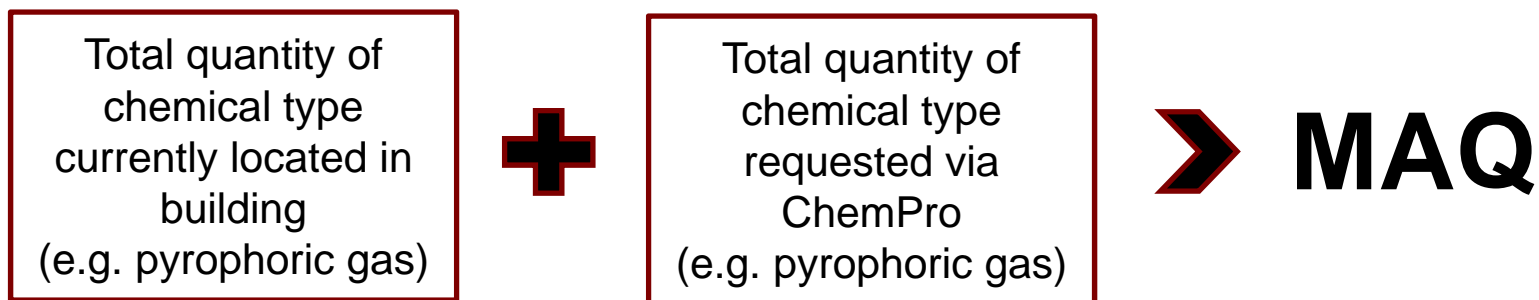 Total quantity of
chemical type
currently located in
building
(e.g. pyrophoric gas)
Total quantity of
chemical type
requested via
ChemPro
(e.g. pyrophoric gas)
MAQ